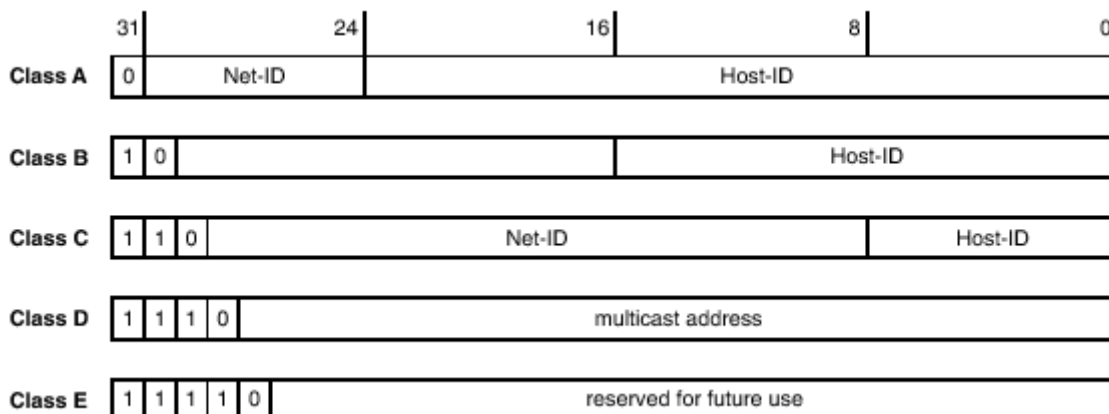 31 24 16 8 0
Class A 0 Net-ID Host-ID
Class B 1 0 Host-ID
Class C 1 1 0 Net-ID Host-ID
Class D 1 1 1 0 multicast address
Class E 1 1 1 1 0 reserved for future use